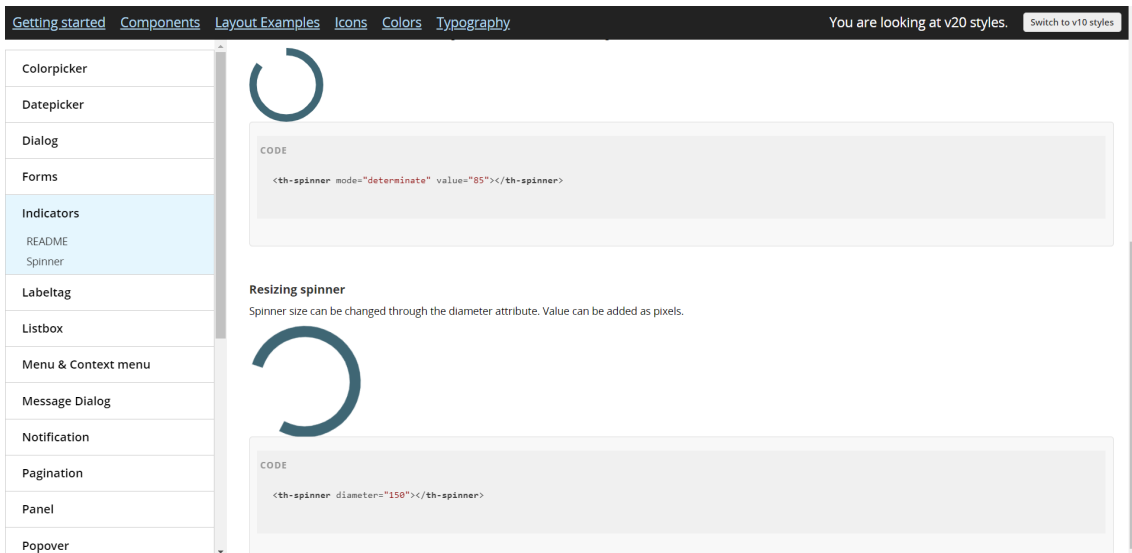 Getting started Components Layout Examples Icons Colors Typography You are looking at v20 styles. Switch to v10 styles
Colorpicker
Datepicker
Dialog
Forms
Indicators
README
Spinner
Labeltag
Listbox
Menu & Context menu
Message Dialog
Notification
Pagination
Panel
Popover
CODE
<th-spinner mode="determinate" value="85"></th-spinner>
Resizing spinner
Spinner size can be changed through the diameter attribute. Value can be added as pixels.
CODE
<th-spinner diameter="150"></th-spinner>